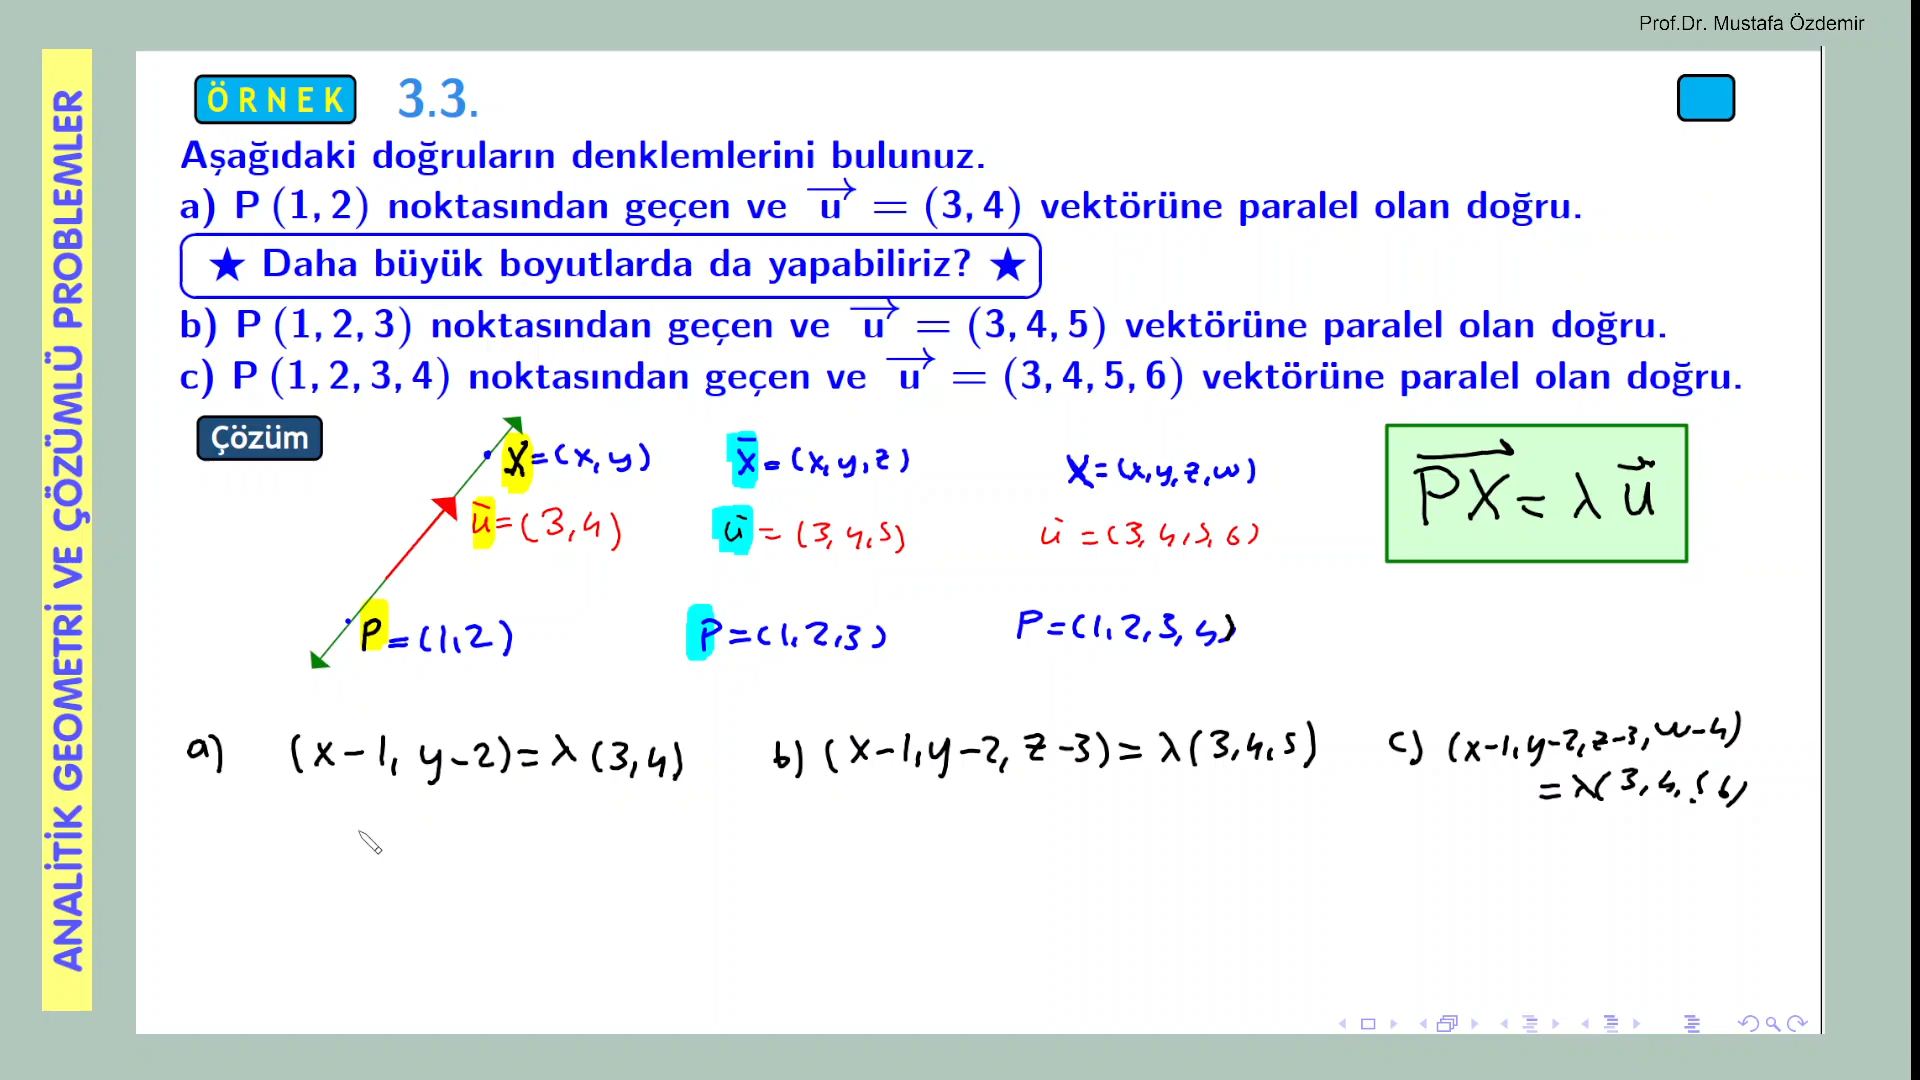 Prof.Dr. Mustafa Özdemir
ANALİTİK GEOMETRİ VE ÇÖZÜMLÜ PROBLEMLER
ÖRNEK 3.3.
Aşağıdaki doğruların denklemlerini bulunuz.
a) P (1, 2) noktasından geçen ve u⃗ = (3, 4) vektörüne paralel olan doğru.
★ Daha büyük boyutlarda da yapabiliriz? ★
b) P (1, 2, 3) noktasından geçen ve u⃗ = (3, 4, 5) vektörüne paralel olan doğru.
c) P (1, 2, 3, 4) noktasından geçen ve u⃗ = (3, 4, 5, 6) vektörüne paralel olan doğru.
Çözüm
X=(x,y) x̄=(x,y,z) X=(x,y,z,w)
ū=(3,4) ū=(3,4,5) ū=(3,4,5,6)
PX⃗ = λu⃗
P=(1,2) P=(1,2,3) P=(1,2,3,4)
a) (x-1, y-2)=λ(3,4) b) (x-1,y-2, z-3)=λ(3,4,5) c) (x-1,y-2,z-3,w-4)
=λ(3,4,5,6)